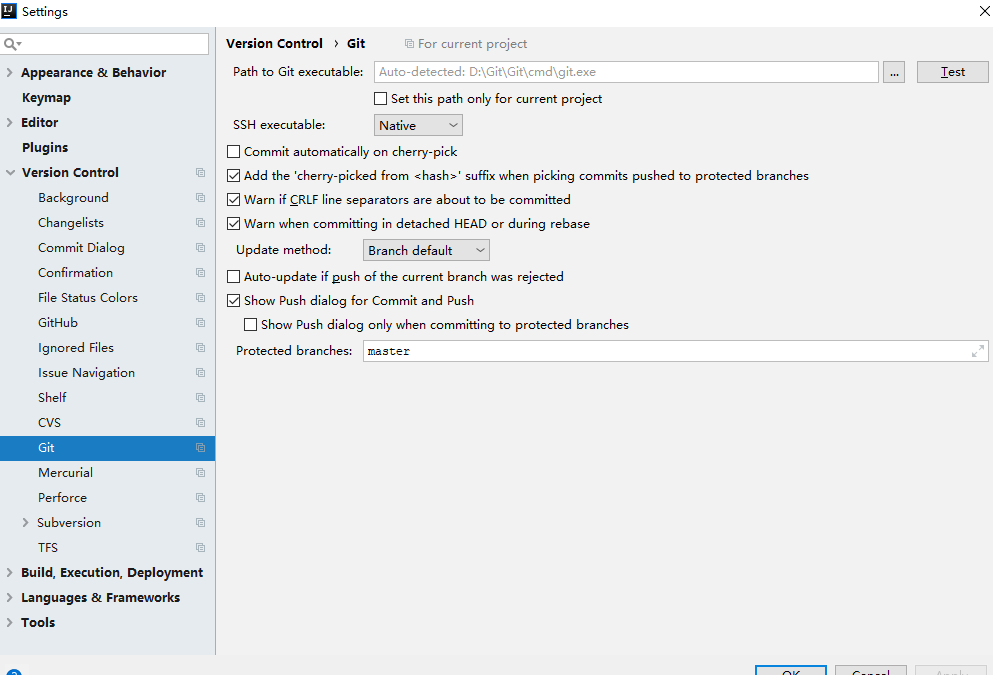 Settings
Version Control › Git For current project
Appearance & Behavior
Keymap
Editor
Plugins
Version Control
Background
Changelists
Commit Dialog
Confirmation
File Status Colors
GitHub
Ignored Files
Issue Navigation
Shelf
CVS
Git
Mercurial
Perforce
Subversion
TFS
Build, Execution, Deployment
Languages & Frameworks
Tools
Path to Git executable: Auto-detected: D:\Git\Git\cmd\git.exe ... Test
Set this path only for current project
SSH executable: Native
Commit automatically on cherry-pick
Add the 'cherry-picked from <hash>' suffix when picking commits pushed to protected branches
Warn if CRLF line separators are about to be committed
Warn when committing in detached HEAD or during rebase
Update method: Branch default
Auto-update if push of the current branch was rejected
Show Push dialog for Commit and Push
Show Push dialog only when committing to protected branches
Protected branches: master
OK Cancel Apply